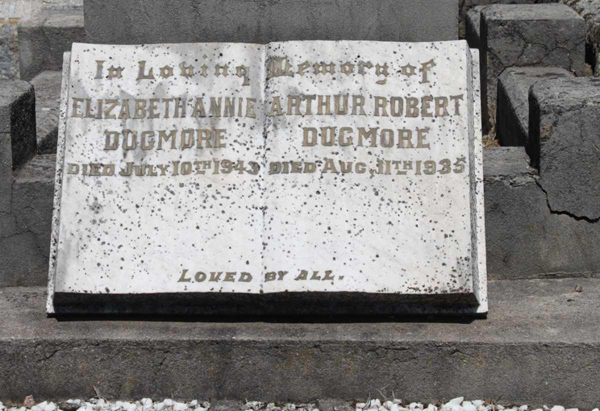 In Loving Memory of
ELIZABETH ANNIE
DUGMORE
DIED JULY 10TH 1943
ARTHUR ROBERT
DUGMORE
DIED AUG, 11TH 1935
LOVED BY ALL.